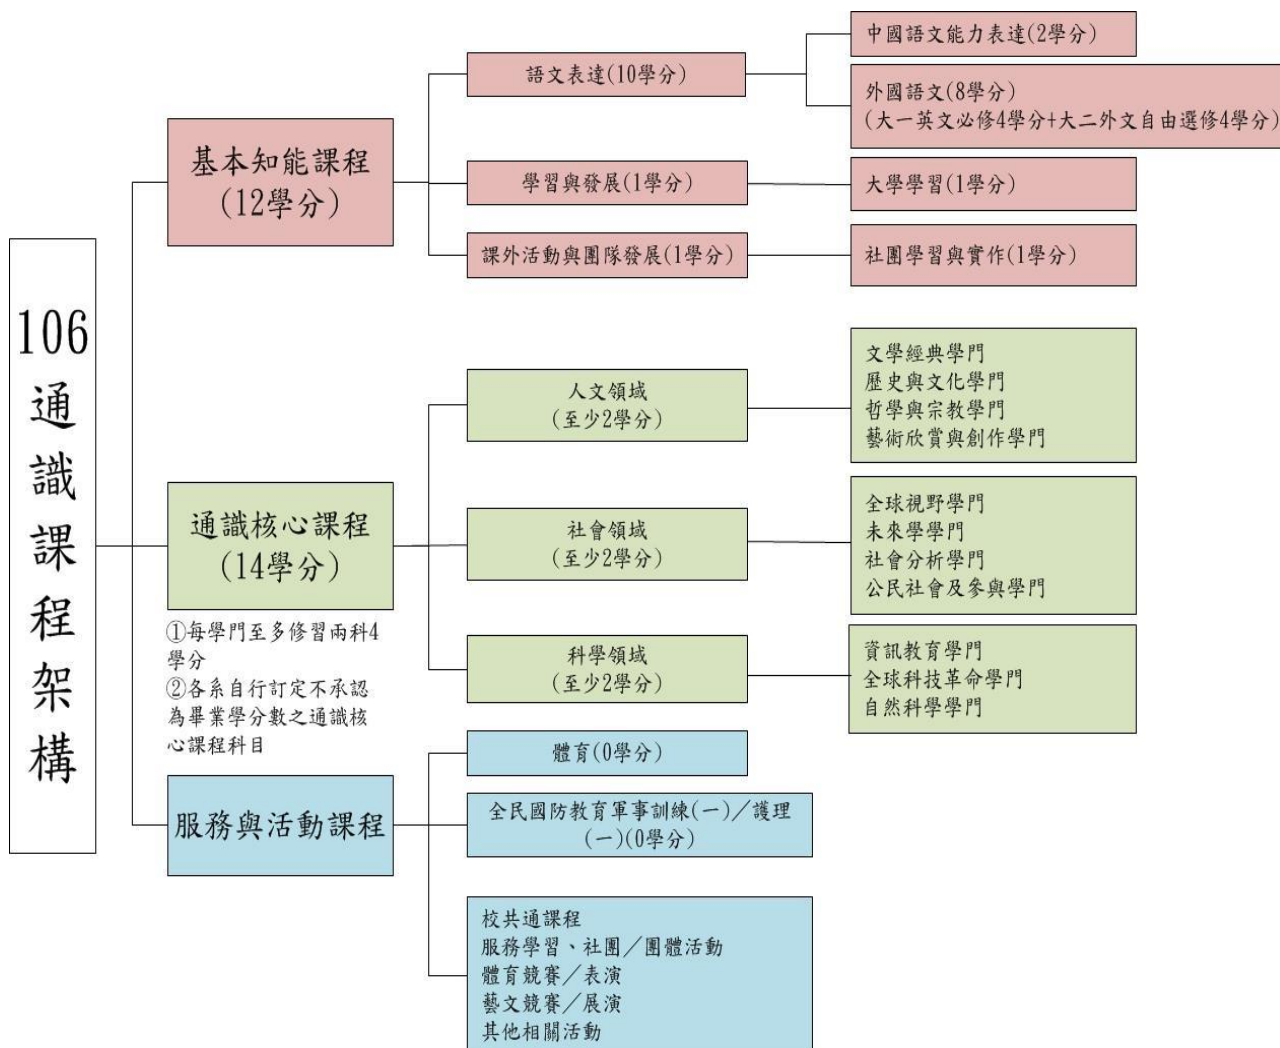 106
通
識
課
程
架
構
基本知能課程
(12學分)
語文表達(10學分)
中國語文能力表達(2學分)
外國語文(8學分)
(大一英文必修4學分+大二外文自由選修4學分)
學習與發展(1學分)
大學學習(1學分)
課外活動與團隊發展(1學分)
社團學習與實作(1學分)
通識核心課程
(14學分)
①每學門至多修習兩科4
學分
②各系自行訂定不承認
為畢業學分數之通識核
心課程科目
人文領域
(至少2學分)
文學經典學門
歷史與文化學門
哲學與宗教學門
藝術欣賞與創作學門
社會領域
(至少2學分)
全球視野學門
未來學學門
社會分析學門
公民社會及參與學門
科學領域
(至少2學分)
資訊教育學門
全球科技革命學門
自然科學學門
服務與活動課程
體育(0學分)
全民國防教育軍事訓練(一)／護理
(一)(0學分)
校共通課程
服務學習、社團／團體活動
體育競賽／表演
藝文競賽／展演
其他相關活動